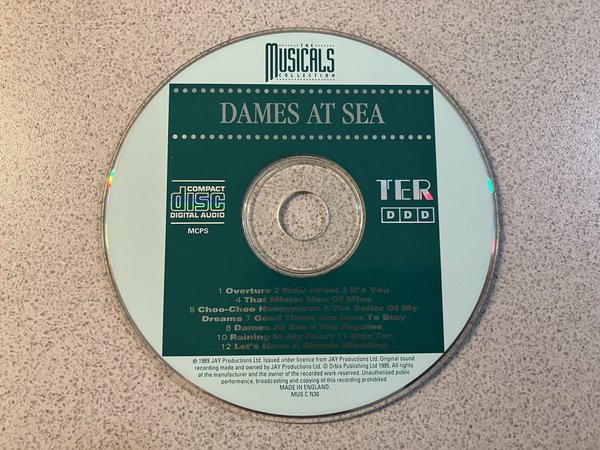 THE
MUSICALS
COLLECTION
DAMES AT SEA
COMPACT
disc
DIGITAL AUDIO
MCPS
TER
DDD
1 Overture 2 Wall Street 3 It's You
4 That Mister Man Of Mine
5 Choo-Choo Honeymoon 6 The Sailor Of My
Dreams 7 Good Times Are Here To Stay
8 Dames At Sea 9 The Beguine
10 Raining In My Heart 11 Star Tar
12 Let's Have A Simple Wedding
℗ 1989 JAY Productions Ltd. Issued under licence from JAY Productions Ltd. Original sound
recording made and owned by JAY Productions Ltd. © Orbis Publishing Ltd 1995. All rights
of the manufacturer and the owner of the recorded work reserved. Unauthorized public
performance, broadcasting and copying of this recording prohibited.
MADE IN ENGLAND.
MUS C N30